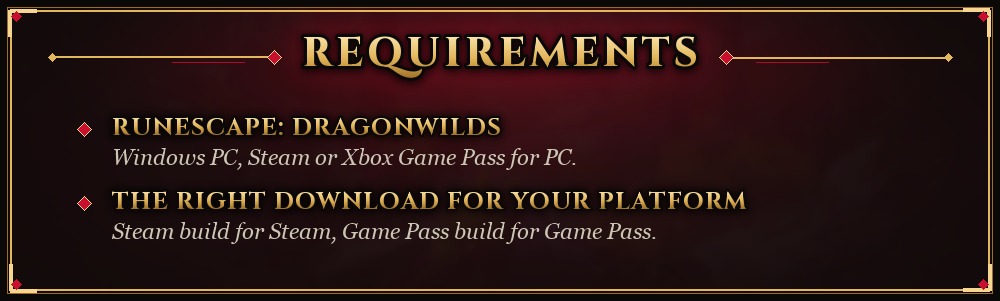 REQUIREMENTS
RUNESCAPE: DRAGONWILDS
Windows PC, Steam or Xbox Game Pass for PC.
THE RIGHT DOWNLOAD FOR YOUR PLATFORM
Steam build for Steam, Game Pass build for Game Pass.